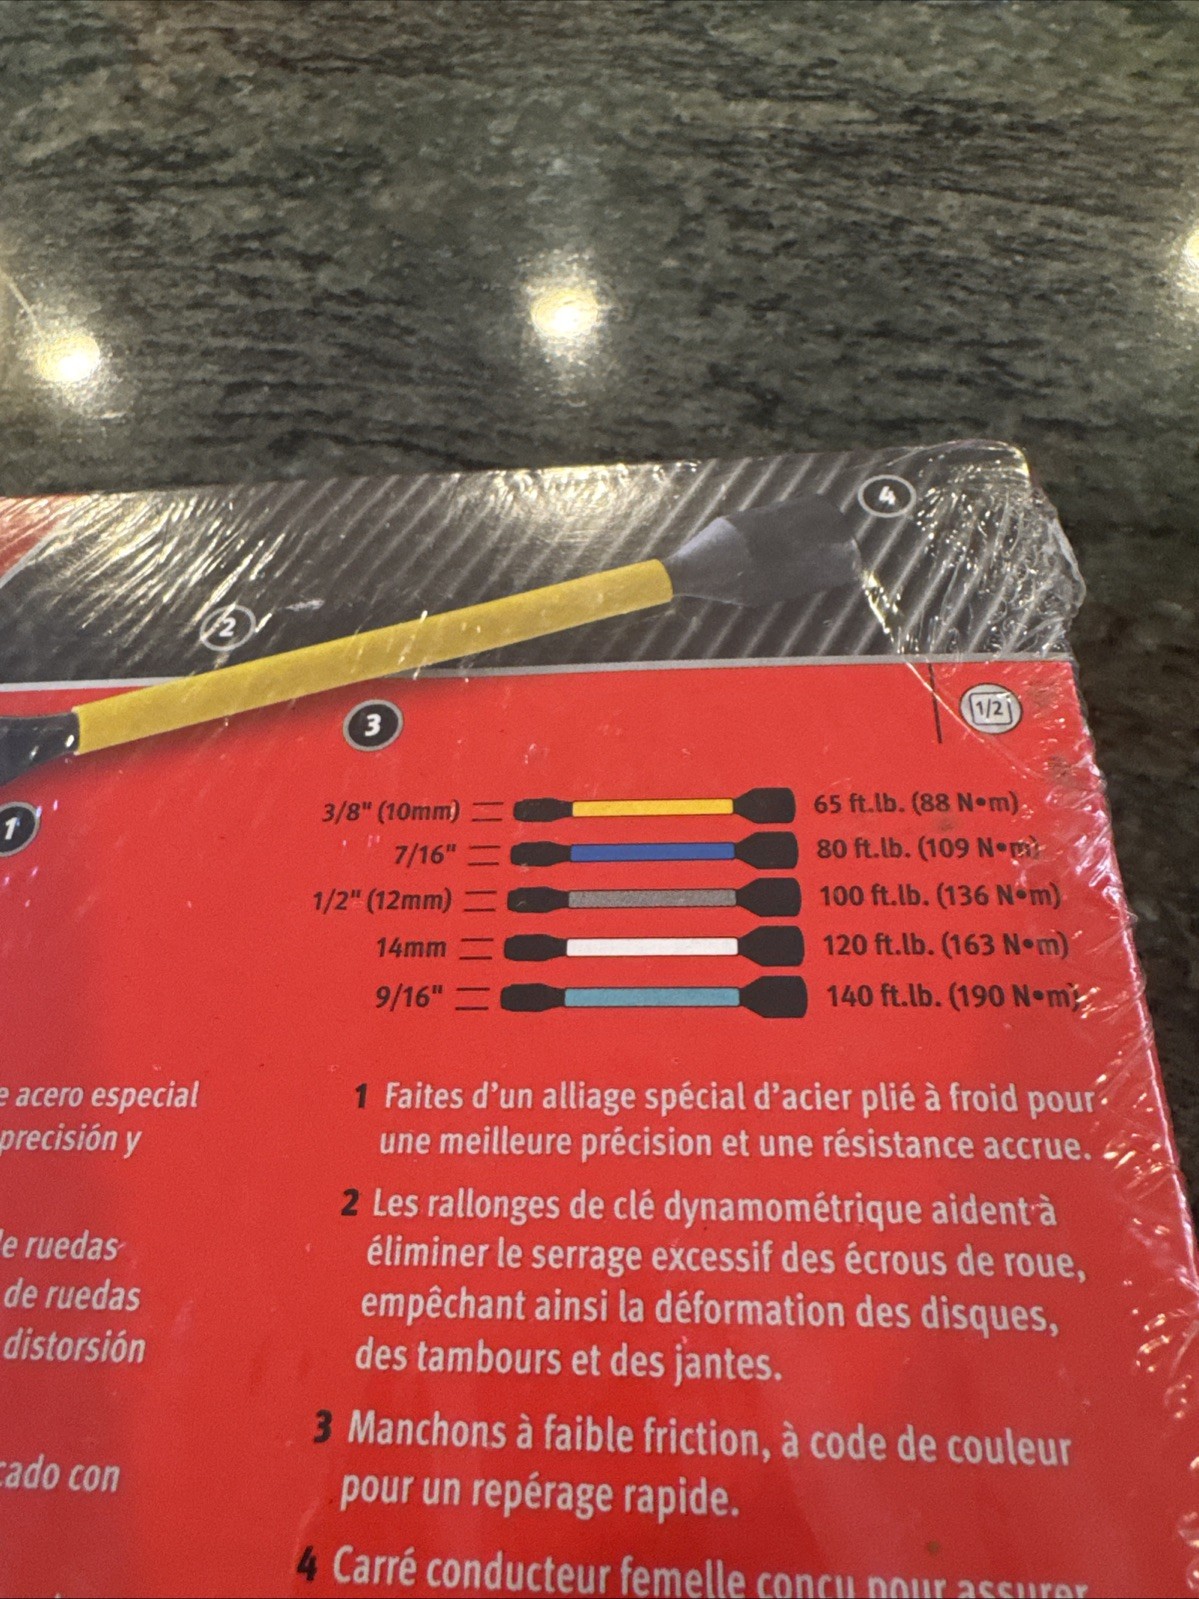 4
2
3
1/2
1
3/8" (10mm) 65 ft.lb. (88 N•m)
7/16" 80 ft.lb. (109 N•m)
1/2" (12mm) 100 ft.lb. (136 N•m)
14mm 120 ft.lb. (163 N•m)
9/16" 140 ft.lb. (190 N•m)
e acero especial
precisión y
le ruedas
de ruedas
distorsión
cado con
1 Faites d’un alliage spécial d’acier plié à froid pour
une meilleure précision et une résistance accrue.
2 Les rallonges de clé dynamométrique aident à
éliminer le serrage excessif des écrous de roue,
empêchant ainsi la déformation des disques,
des tambours et des jantes.
3 Manchons à faible friction, à code de couleur
pour un repérage rapide.
4 Carré conducteur femelle conçu pour assurer